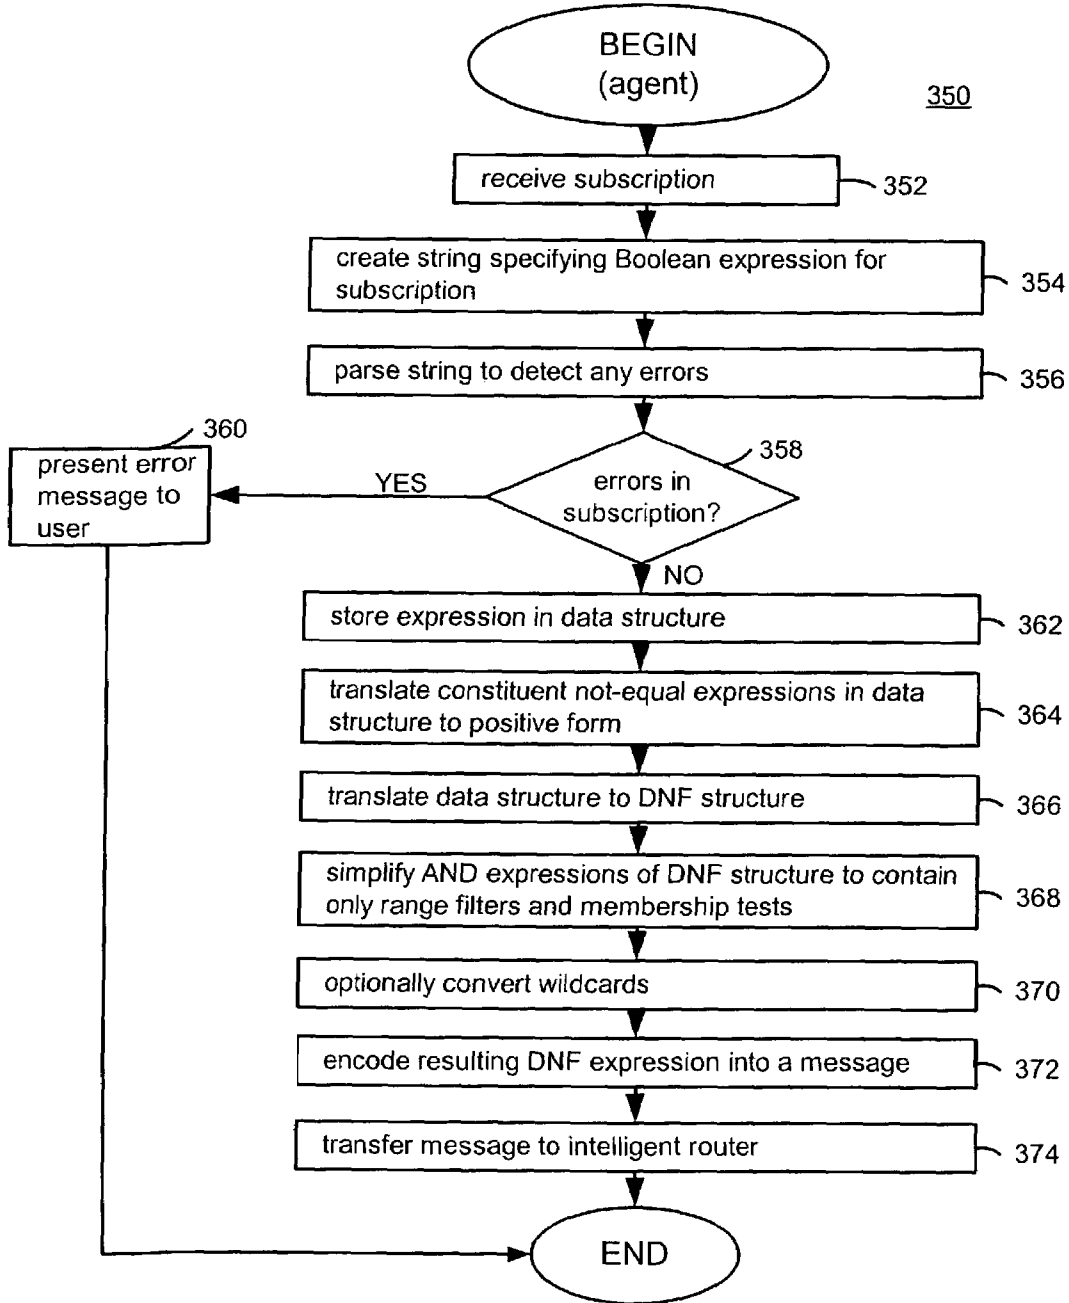 BEGIN
(agent)
350
receive subscription
352
create string specifying Boolean expression for
subscription
354
parse string to detect any errors
356
360
present error
message to
user
YES
358
errors in
subscription?
NO
store expression in data structure
362
translate constituent not-equal expressions in data
structure to positive form
364
translate data structure to DNF structure
366
simplify AND expressions of DNF structure to contain
only range filters and membership tests
368
optionally convert wildcards
370
encode resulting DNF expression into a message
372
transfer message to intelligent router
374
END